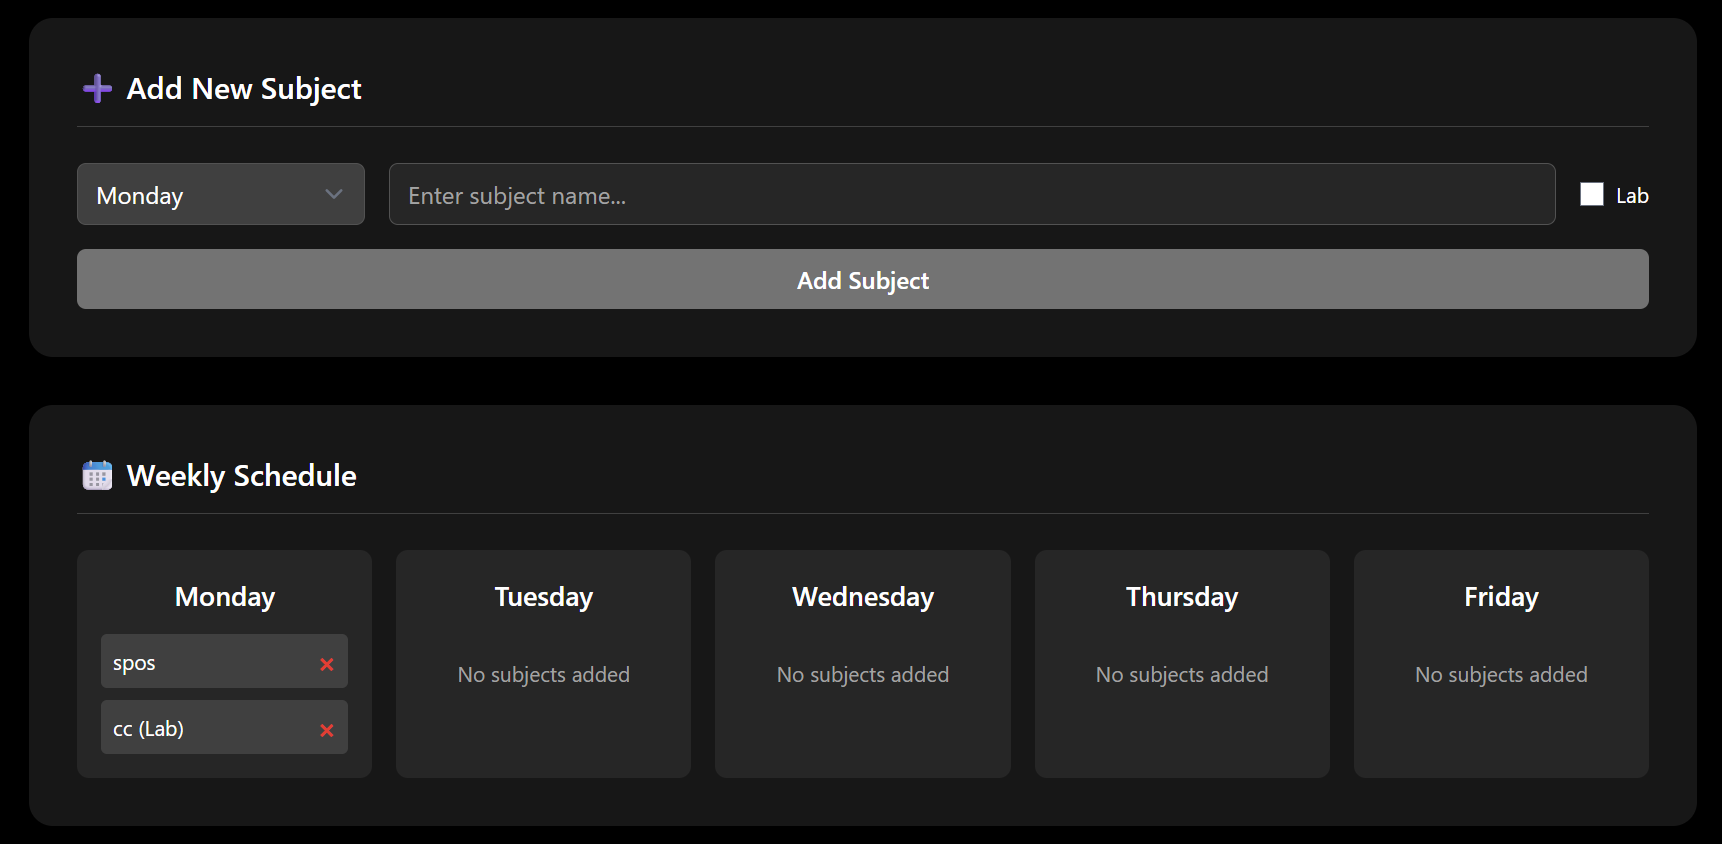 Add New Subject
Monday
Enter subject name...
Lab
Add Subject
Weekly Schedule
Monday
spos
cc (Lab)
Tuesday
No subjects added
Wednesday
No subjects added
Thursday
No subjects added
Friday
No subjects added